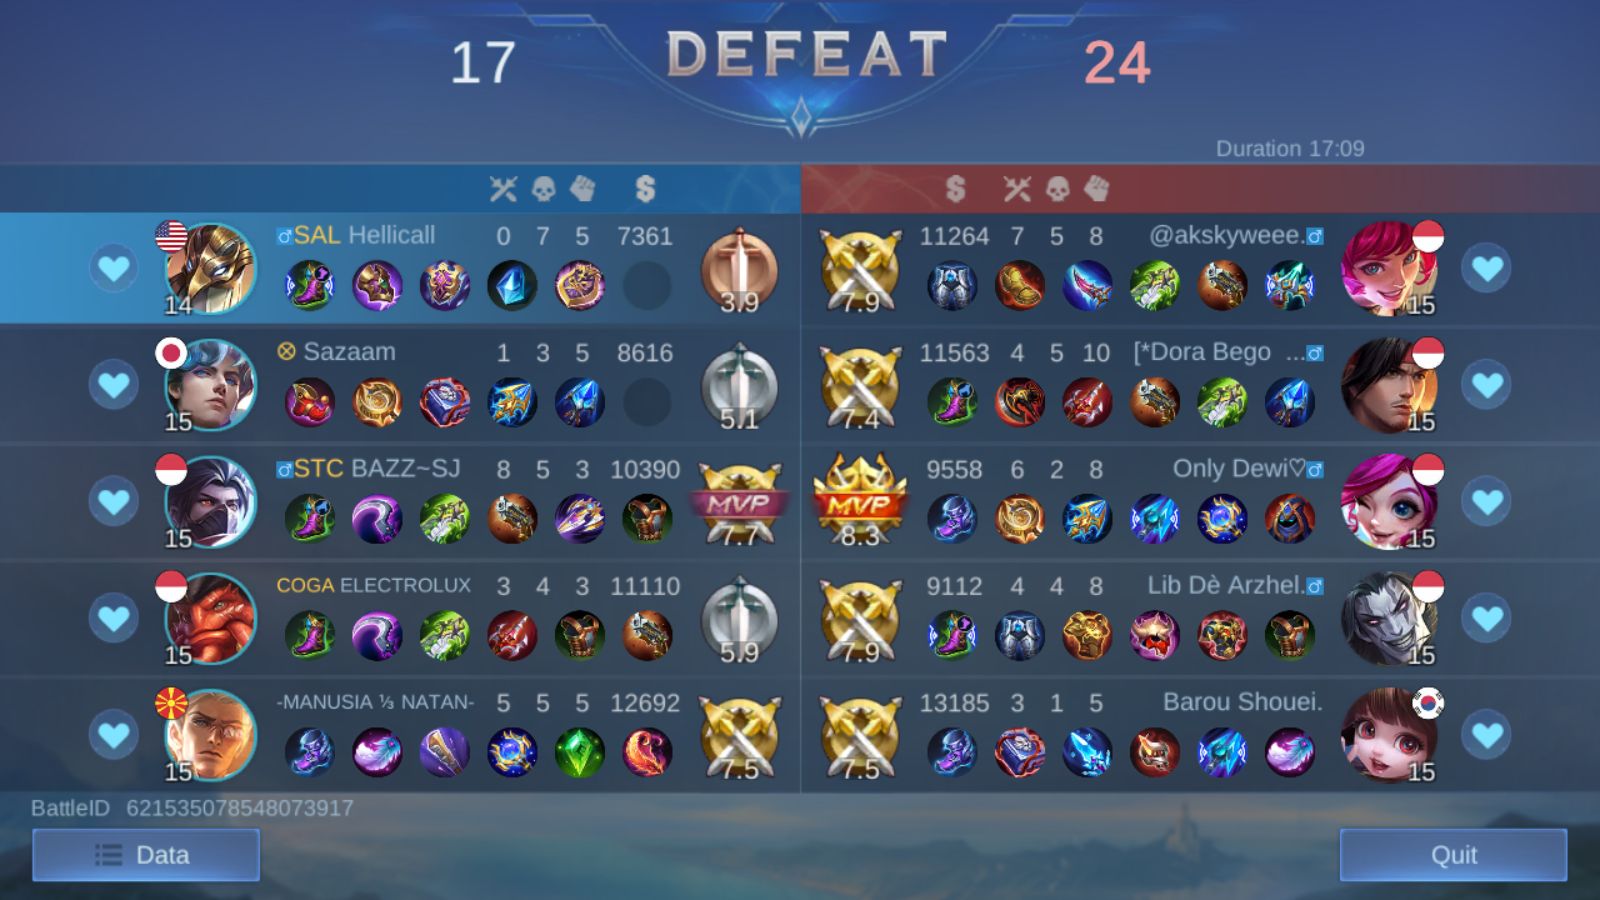 17 DEFEAT 24
Duration 17:09
SAL Hellicall 0 7 5 7361
14 3.9
11264 7 5 8 @akskyweee.
7.9 15
Sazaam 1 3 5 8616
15 5.1
11563 4 5 10 [*Dora Bego ...
7.4 15
STC BAZZ~SJ 8 5 3 10390
MVP
15 7.7
9558 6 2 8 Only Dewi♡
MVP
8.3 15
COGA ELECTROLUX 3 4 3 11110
15 5.9
9112 4 4 8 Lib Dè Arzhel.
7.9 15
-MANUSIA ⅓ NATAN- 5 5 5 12692
15 7.5
13185 3 1 5 Barou Shouei.
7.5 15
BattleID 621535078548073917
Data
Quit